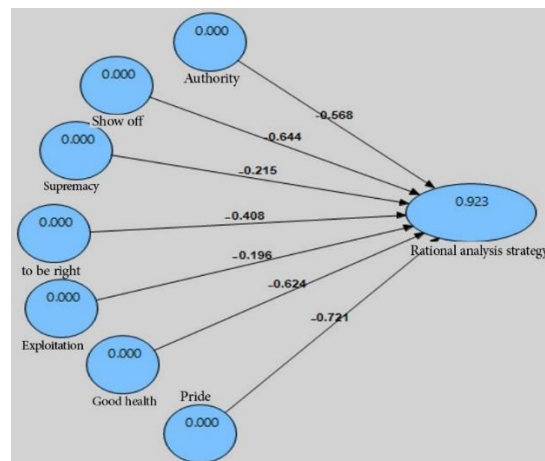 0.000
Authority
0.000
Show off
0.000
Supremacy
0.000
to be right
0.000
Exploitation
0.000
Good health
Pride
0.000
-0.568
-0.644
-0.215
-0.408
-0.196
-0.624
-0.721
0.923
Rational analysis strategy